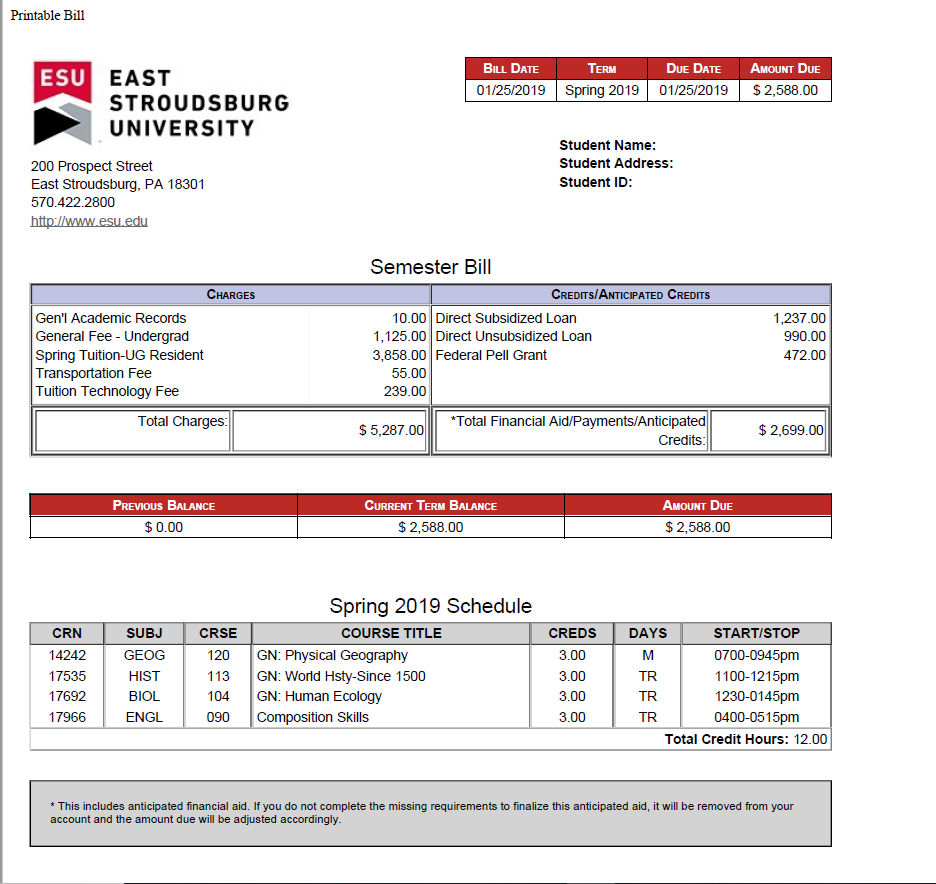 Printable Bill
ESU EAST
STROUDSBURG
UNIVERSITY
200 Prospect Street
East Stroudsburg, PA 18301
570.422.2800
http://www.esu.edu
BILL DATE TERM DUE DATE AMOUNT DUE
01/25/2019 Spring 2019 01/25/2019 $ 2,588.00
Student Name:
Student Address:
Student ID:
Semester Bill
CHARGES CREDITS/ANTICIPATED CREDITS
Gen'l Academic Records 10.00 Direct Subsidized Loan 1,237.00
General Fee - Undergrad 1,125.00 Direct Unsubsidized Loan 990.00
Spring Tuition-UG Resident 3,858.00 Federal Pell Grant 472.00
Transportation Fee 55.00
Tuition Technology Fee 239.00
Total Charges: $ 5,287.00 *Total Financial Aid/Payments/Anticipated
Credits: $ 2,699.00
PREVIOUS BALANCE CURRENT TERM BALANCE AMOUNT DUE
$ 0.00 $ 2,588.00 $ 2,588.00
Spring 2019 Schedule
CRN SUBJ CRSE COURSE TITLE CREDS DAYS START/STOP
14242 GEOG 120 GN: Physical Geography 3.00 M 0700-0945pm
17535 HIST 113 GN: World Hsty-Since 1500 3.00 TR 1100-1215pm
17692 BIOL 104 GN: Human Ecology 3.00 TR 1230-0145pm
17966 ENGL 090 Composition Skills 3.00 TR 0400-0515pm
Total Credit Hours: 12.00
* This includes anticipated financial aid. If you do not complete the missing requirements to finalize this anticipated aid, it will be removed from your
account and the amount due will be adjusted accordingly.